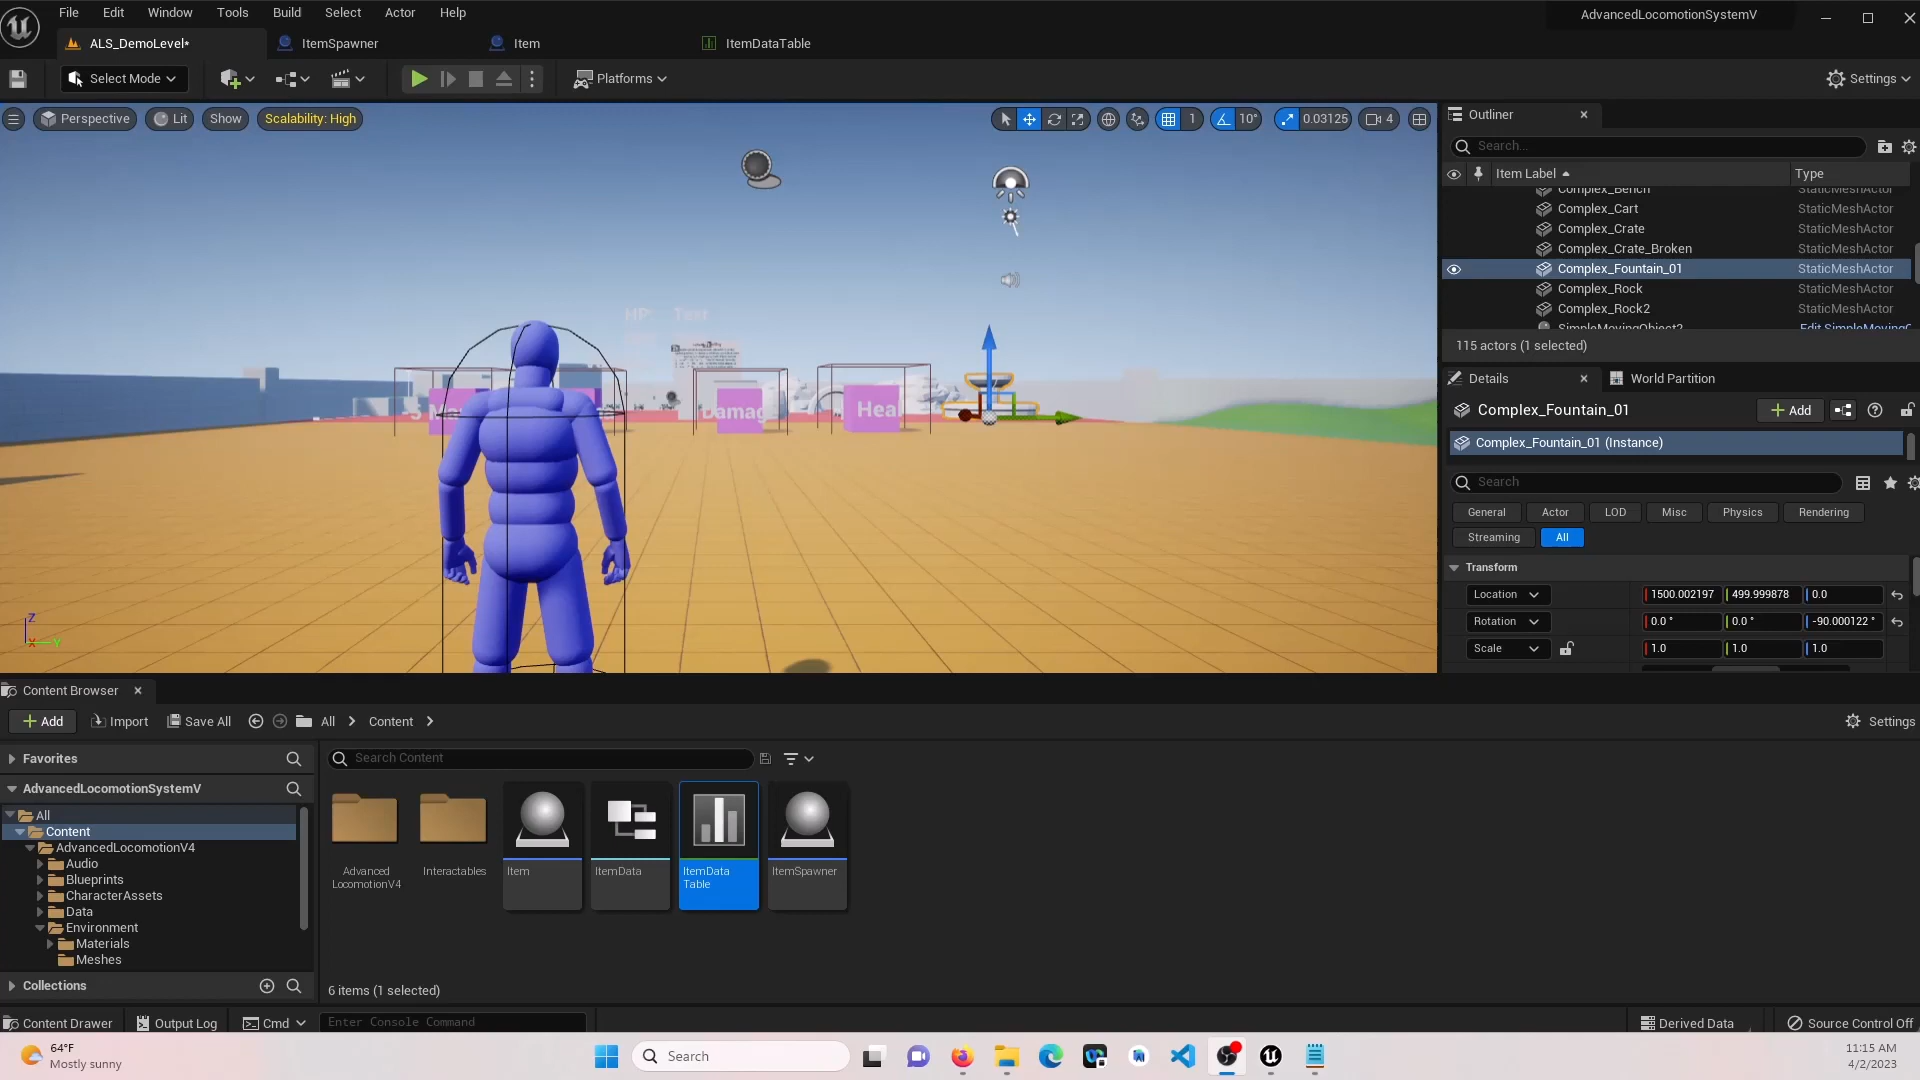 File Edit Window Tools Build Select Actor Help
AdvancedLocomotionSystemV
ALS_DemoLevel*
ItemSpawner
Item
ItemDataTable
Select Mode
Platforms
Settings
Perspective
Lit
Show
Scalability: High
1
10°
0.03125
4
Outliner
Search...
Item Label
Type
Complex_Bench StaticMeshActor
Complex_Cart StaticMeshActor
Complex_Crate StaticMeshActor
Complex_Crate_Broken StaticMeshActor
Complex_Fountain_01 StaticMeshActor
Complex_Rock StaticMeshActor
Complex_Rock2 StaticMeshActor
SimpleMovingObject2
115 actors (1 selected)
Details
World Partition
Complex_Fountain_01
Add
Complex_Fountain_01 (Instance)
Search
General Actor LOD Misc Physics Rendering
Streaming All
Transform
Location 1500.002197 499.999878 0.0
Rotation 0.0 ° 0.0 ° -90.000122 °
Scale 1.0 1.0 1.0
HP: Text
Damag
Heal
Z
X Y
Content Browser
Add Import Save All All Content
Settings
Favorites
AdvancedLocomotionSystemV
All
Content
AdvancedLocomotionV4
Audio
Blueprints
CharacterAssets
Data
Environment
Materials
Meshes
Collections
Search Content
Advanced
LocomotionV4
Interactables
Item
ItemData
ItemData
Table
ItemSpawner
6 items (1 selected)
Content Drawer
Output Log
Cmd
Enter Console Command
Derived Data
Source Control Off
64°F
Mostly sunny
Search
11:15 AM
4/2/2023